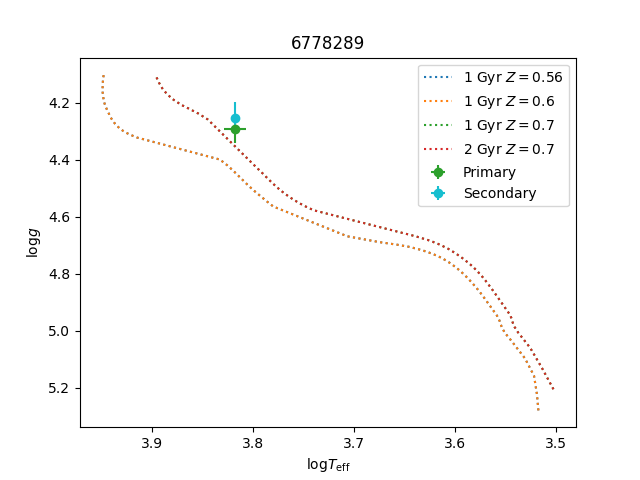 6778289
1 Gyr Z = 0.56
1 Gyr Z = 0.6
1 Gyr Z = 0.7
2 Gyr Z = 0.7
Primary
Secondary
4.2
4.4
4.6
4.8
5.0
5.2
log g
3.9 3.8 3.7 3.6 3.5
log T_eff